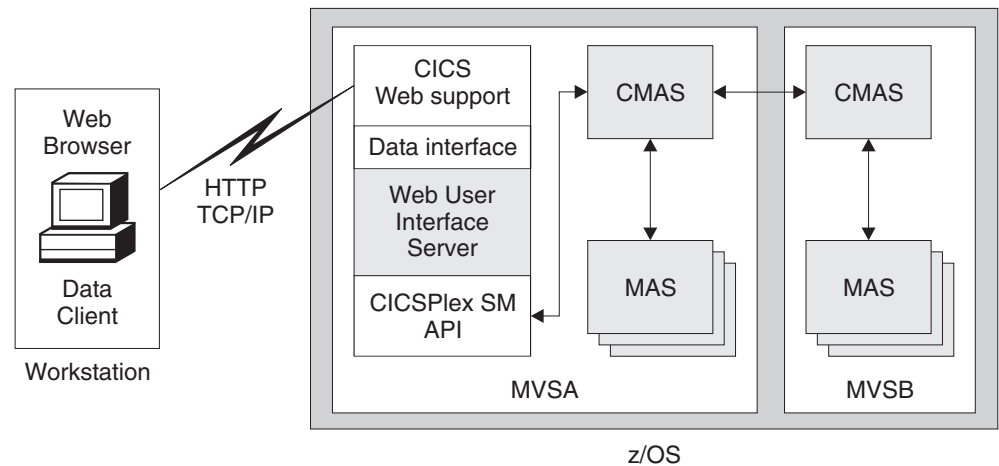 Web
Browser
Data
Client
Workstation
HTTP
TCP/IP
CICS
Web support
Data interface
Web User
Interface
Server
CICSPlex SM
API
CMAS
MAS
MVSA
CMAS
MAS
MVSB
z/OS